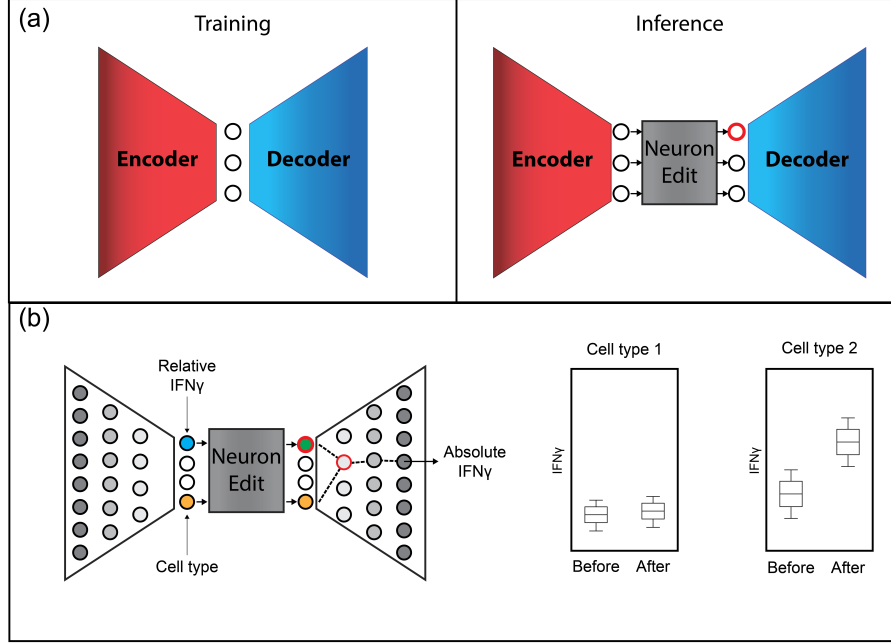 (a)
Training
Inference
Encoder
Decoder
Encoder
Neuron
Edit
Decoder
(b)
Relative
IFNγ
Neuron
Edit
Absolute
IFNγ
Cell type
Cell type 1
IFNγ
Before After
Cell type 2
IFNγ
Before After